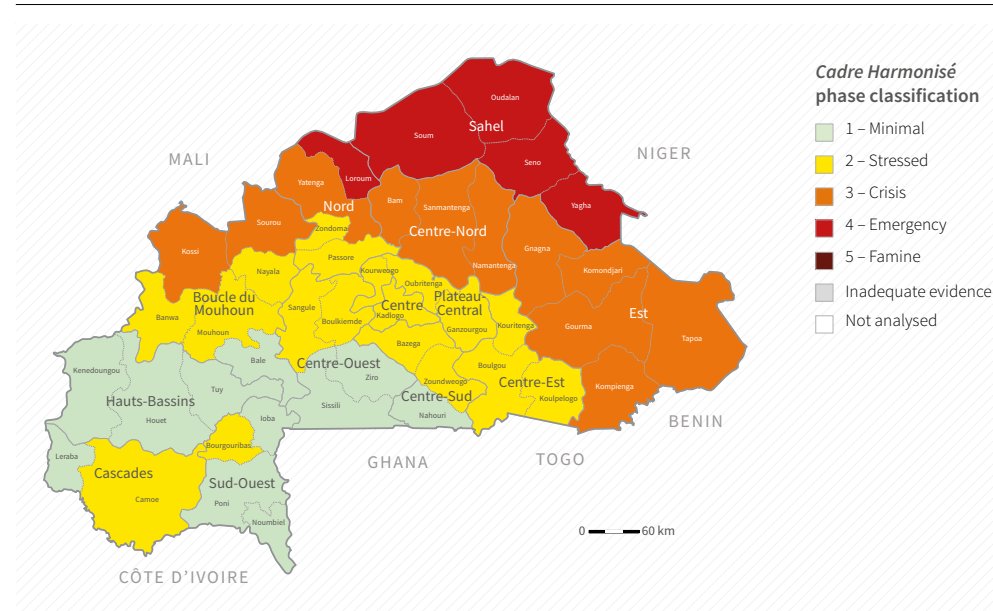 Cadre Harmonisé
phase classification
1 – Minimal
2 – Stressed
3 – Crisis
4 – Emergency
5 – Famine
Inadequate evidence
Not analysed
MALI
NIGER
BENIN
TOGO
GHANA
CÔTE D'IVOIRE
0
60 km
Oudalan
Sahel
Soum
Seno
Loroum
Yagha
Yatenga
Nord
Bam
Sanmantenga
Sourou
Zondoma
Centre-Nord
Kossi
Gnagna
Passore
Namantenga
Komondjari
Nayala
Kourweogo
Oubritenga
Boucle du
Mouhoun
Sangule
Centre
Plateau-
Central
Est
Banwa
Kadiogo
Boulkiemde
Ganzourgou
Kouritenga
Gourma
Mouhoun
Bazega
Tapoa
Bale
Centre-Ouest
Boulgou
Kenedoungou
Ziro
Zoundweogo
Centre-Est
Kompienga
Tuy
Centre-Sud
Koulpelogo
Hauts-Bassins
Sissili
Nahouri
Houet
Ioba
Bourgouribas
Leraba
Cascades
Sud-Ouest
Camoe
Poni
Noumbiel